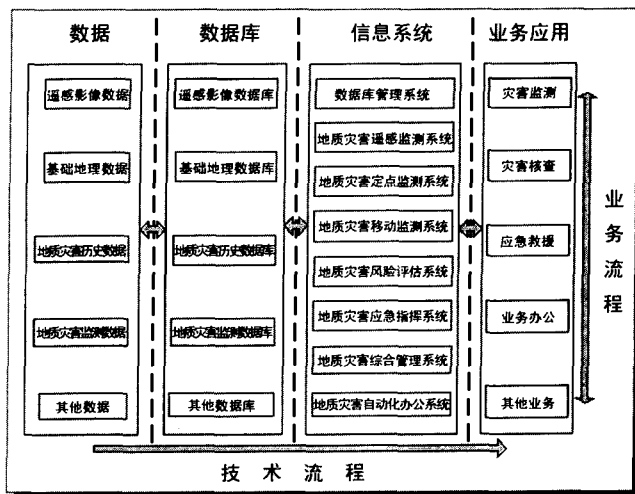 数据
数据库
信息系统
业务应用
遥感影像数据
基础地理数据
地质灾害历史数据
地质灾害监测数据
其他数据
遥感影像数据库
基础地理数据库
地质灾害历史数据库
地质灾害监测数据库
其他数据库
数据库管理系统
地质灾害遥感监测系统
地质灾害定点监测系统
地质灾害移动监测系统
地质灾害风险评估系统
地质灾害应急指挥系统
地质灾害综合管理系统
地质灾害自动化办公系统
灾害监测
灾害核查
应急救援
业务办公
其他业务
业务流程
技术流程